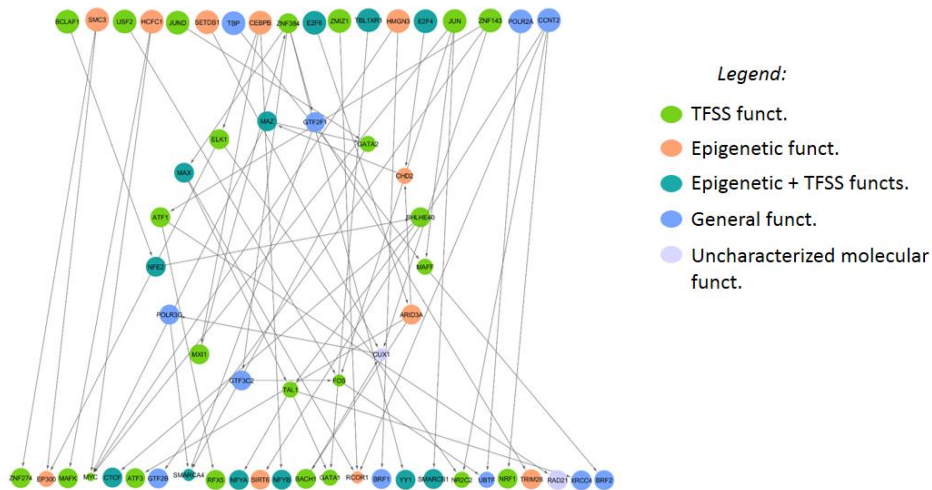 BCLAF1 SMC3 USF2 HCFC1 JUND SETDB1 TBP CEBPB ZNF384 E2F6 ZMIZ1 TBL1XR1 HMGN3 E2F4 JUN ZNF143 POLR2A CCNT2
Legend:
TFSS funct.
Epigenetic funct.
Epigenetic + TFSS functs.
General funct.
Uncharacterized molecular
funct.
MAZ GTF2F1
ELK1 GATA2
MAX CHD2
ATF1 BHLHE40
NFE2 MAFF
POLR3G ARID3A
MXI1 CUX1
GTF3C2 FOS
TAL1
ZNF274 EP300 MAFK MYC CTCF ATF3 GTF2B SMARCA4 RFX5 NFYA SIRT6 NFYB BACH1 GATA1 RCOR1 BRF1 YY1 SMARCB1 NR2C2 UBTF NRF1 TRIM28 RAD21 XRCC4 BRF2